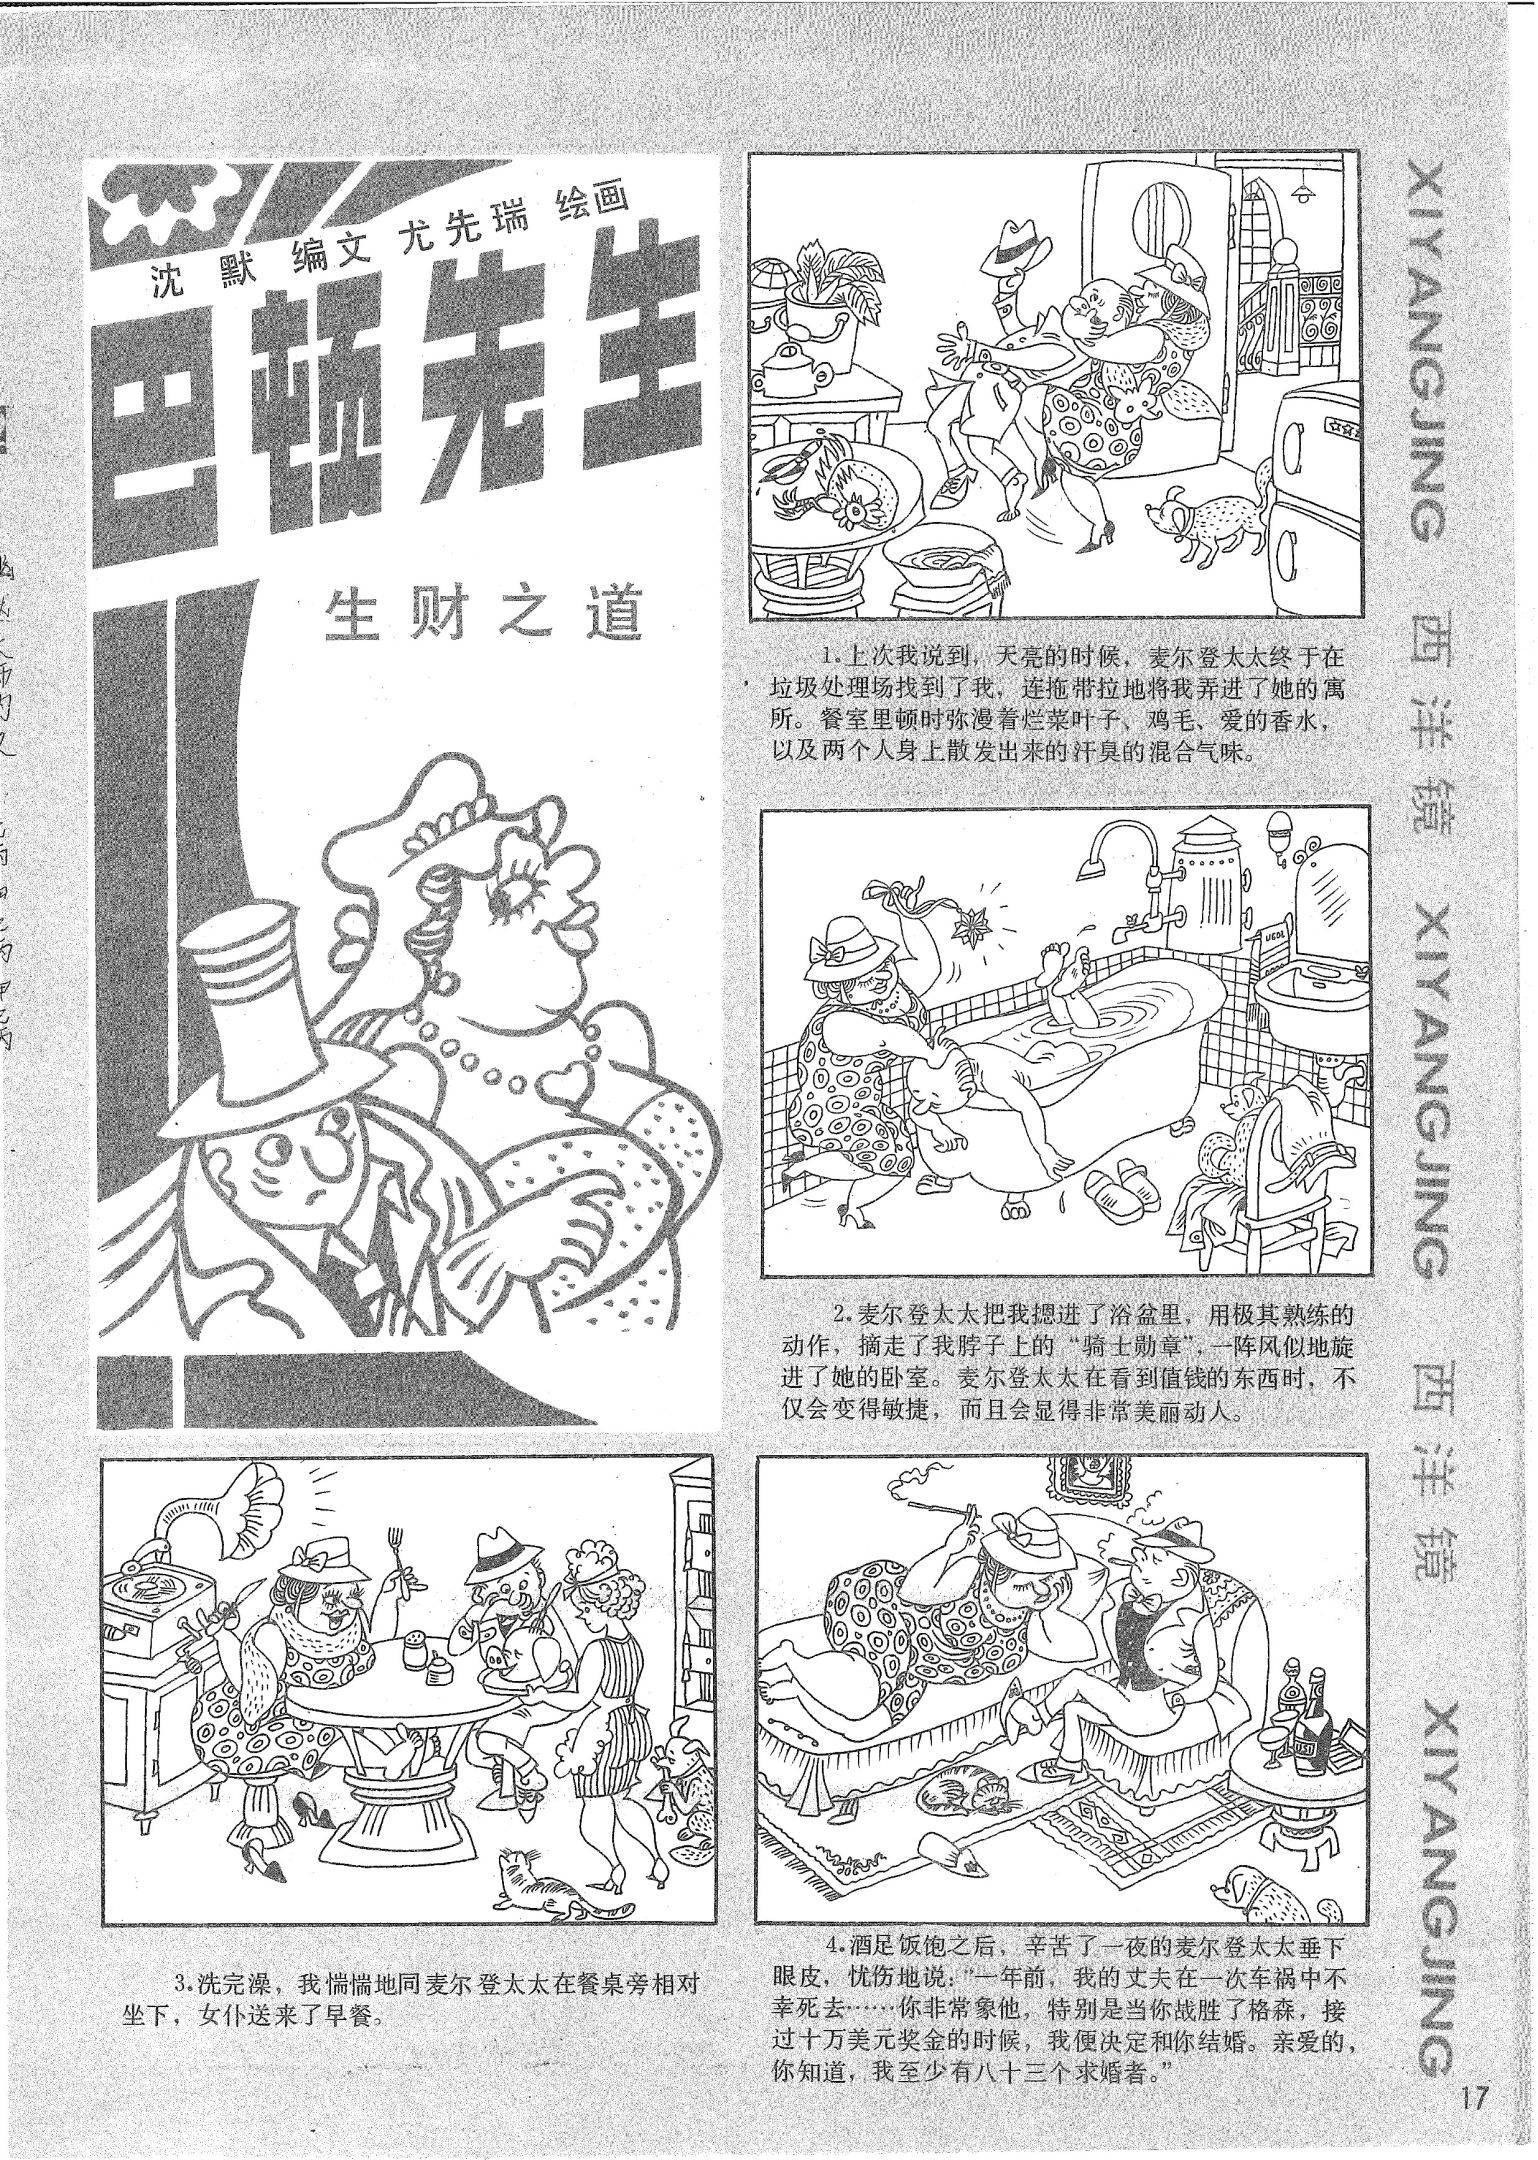 沈默 编文 尤先瑞 绘画
巴顿先生
生财之道
1.上次我说到，天亮的时候，麦尔登太太终于在
垃圾处理场找到了我，连拖带拉地将我弄进了她的寓
所。餐室里顿时弥漫着烂菜叶子、鸡毛、爱的香水，
以及两个人身上散发出来的汗臭的混合气味。
2.麦尔登太太把我摁进了浴盆里，用极其熟练的
动作，摘走了我脖子上的“骑士勋章”，一阵风似地旋
进了她的卧室。麦尔登太太在看到值钱的东西时，不
仅会变得敏捷，而且会显得非常美丽动人。
3.洗完澡，我惴惴地同麦尔登太太在餐桌旁相对
坐下，女仆送来了早餐。
4.酒足饭饱之后，辛苦了一夜的麦尔登太太垂下
眼皮，忧伤地说：“一年前，我的丈夫在一次车祸中不
幸死去……你非常象他，特别是当你战胜了格森，接
过十万美元奖金的时候，我便决定和你结婚。亲爱的，
你知道，我至少有八十三个求婚者。”
XIYANGJING 西洋镜 XIYANGJING 西洋镜 XIYANGJING
17